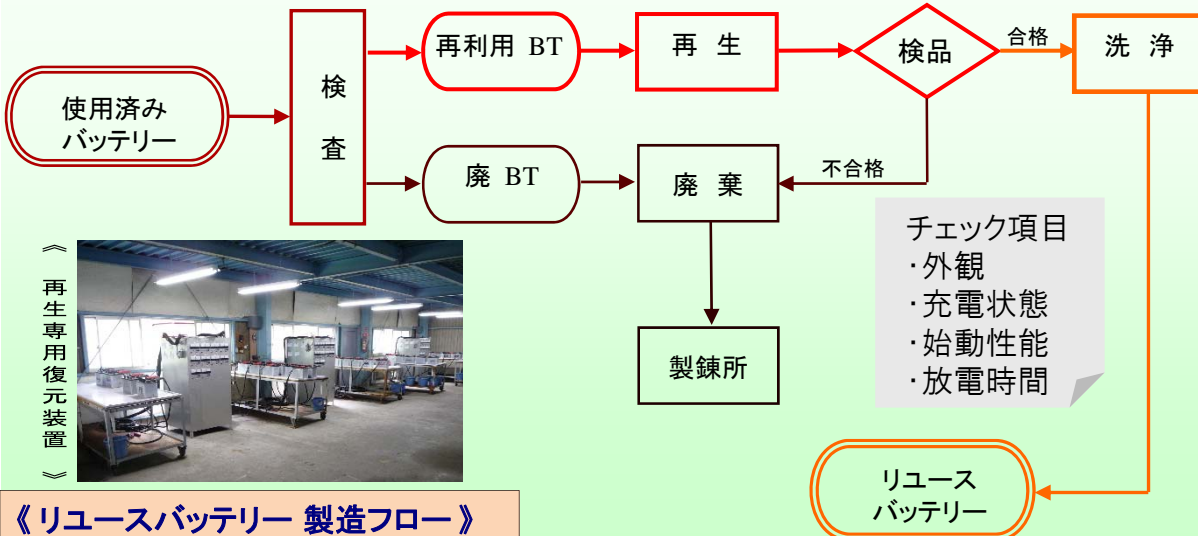 使用済み
バッテリー
検
査
再利用 BT
再 生
検品
合格
洗 浄
廃 BT
廃 棄
不合格
製錬所
チェック項目
・外観
・充電状態
・始動性能
・放電時間
《 再生専用復元装置 》
リユース
バッテリー
《 リユースバッテリー 製造フロー 》